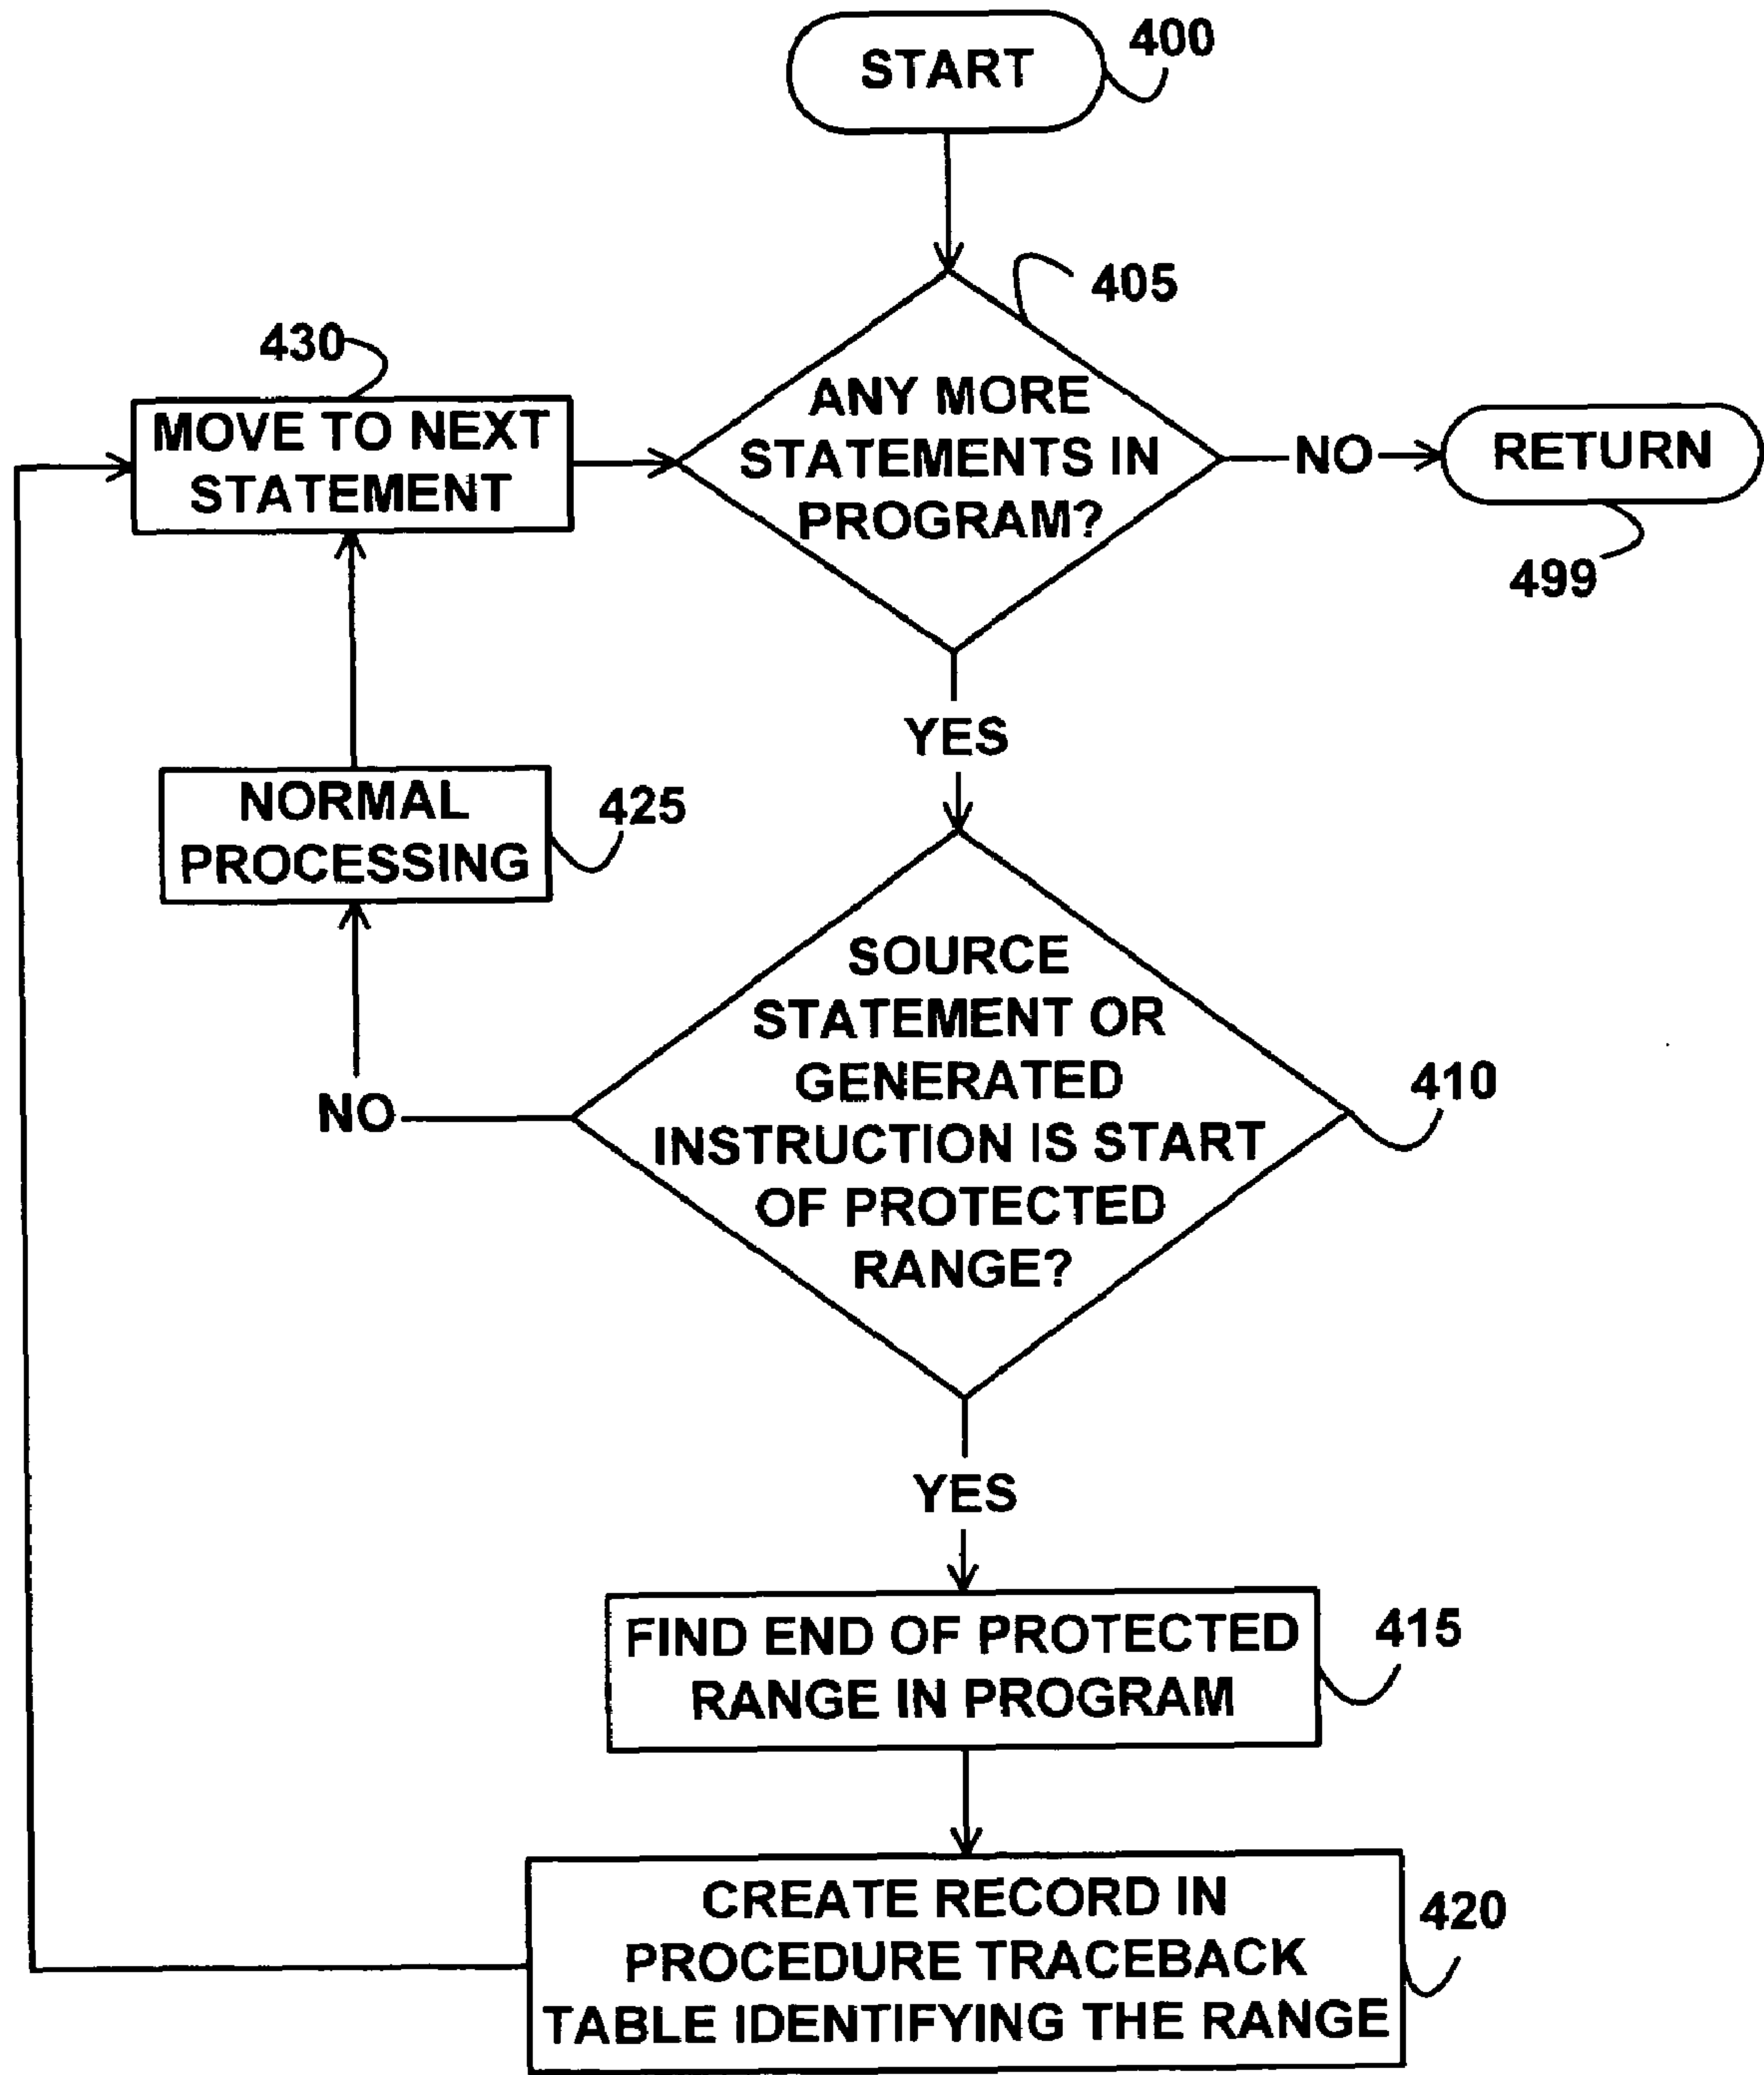 START
400
405
430
MOVE TO NEXT
STATEMENT
ANY MORE
STATEMENTS IN
PROGRAM?
NO
RETURN
499
YES
NORMAL
PROCESSING
425
SOURCE
STATEMENT OR
GENERATED
INSTRUCTION IS START
OF PROTECTED
RANGE?
410
NO
YES
FIND END OF PROTECTED
RANGE IN PROGRAM
415
CREATE RECORD IN
PROCEDURE TRACEBACK
TABLE IDENTIFYING THE RANGE
420